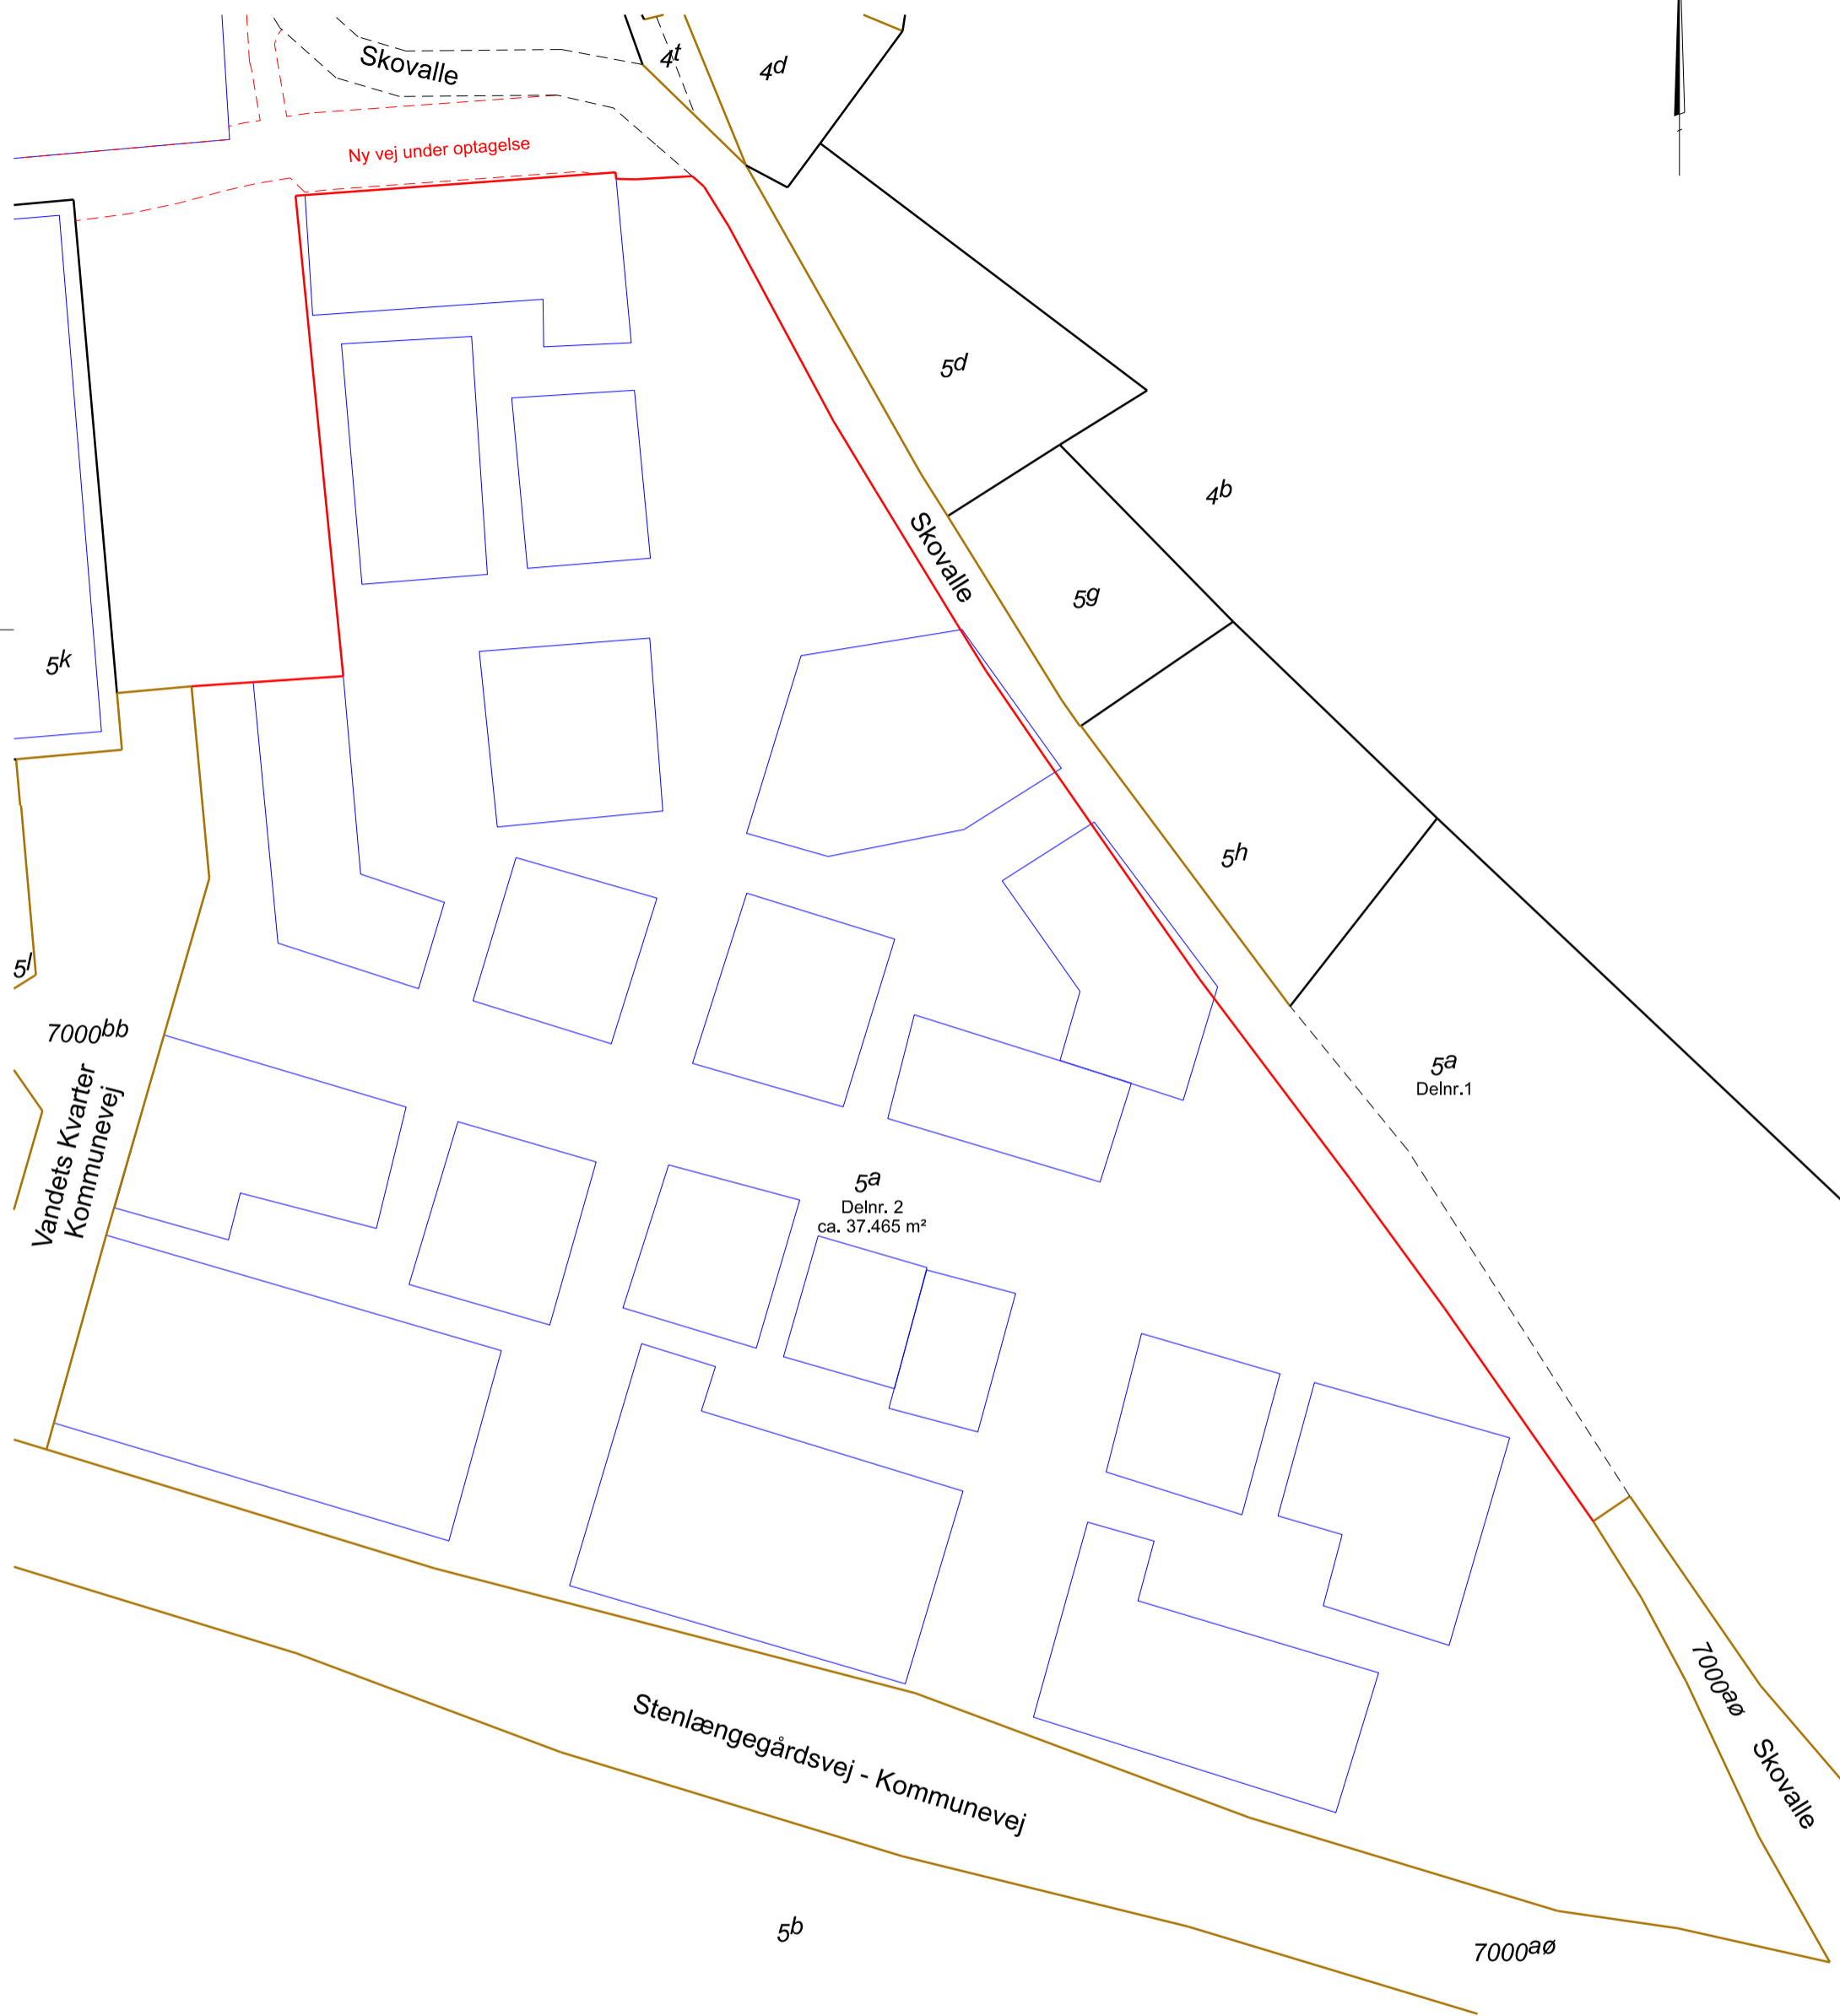 Skovalle
4t
4d
Ny vej under optagelse
5d
4b
Skovalle
5g
5k
5h
5l
7000bb
Vandets Kvarter
Kommunevej
5a
Delnr.1
5a
Delnr. 2
ca. 37.465 m²
7000aø
Skovalle
Stenlængegårdsvej - Kommunevej
5b
7000aø